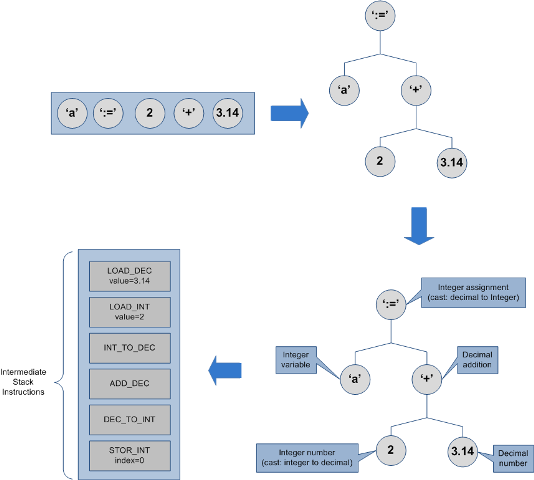 ‘:=’
‘a’
‘+’
2
3.14
‘a’ ‘:=’ 2 ‘+’ 3.14
Integer assignment
(cast: decimal to Integer)
‘:=’
Integer
variable
‘a’
‘+’
Decimal
addition
Integer number
(cast: integer to decimal)
2
3.14
Decimal
number
Intermediate
Stack
Instructions
LOAD_DEC
value=3.14
LOAD_INT
value=2
INT_TO_DEC
ADD_DEC
DEC_TO_INT
STOR_INT
index=0